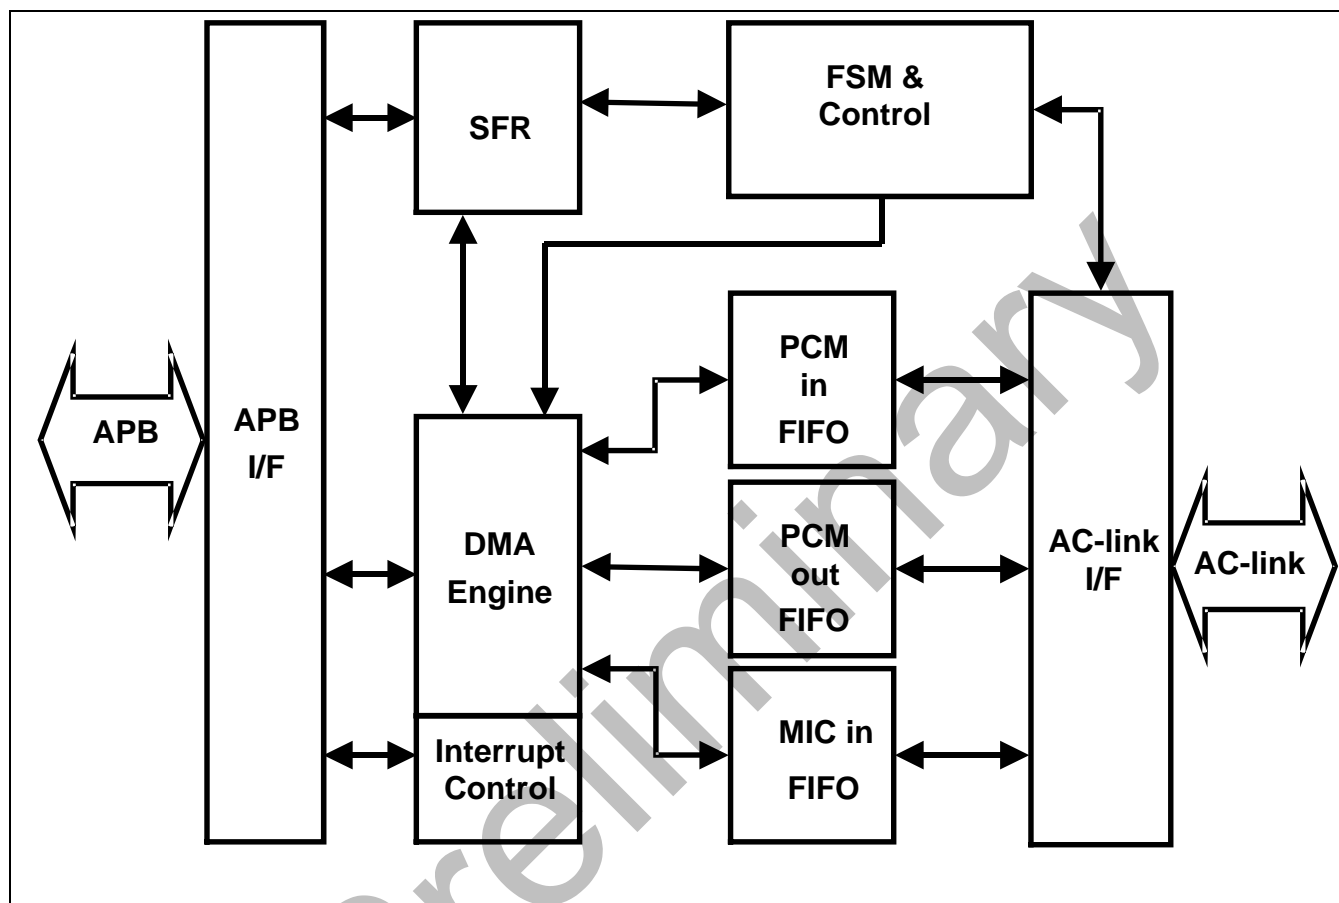 SFR
FSM &
Control
APB
APB
I/F
PCM
in
FIFO
DMA
Engine
PCM
out
FIFO
AC-link
I/F
AC-link
Interrupt
Control
MIC in
FIFO
Preliminary